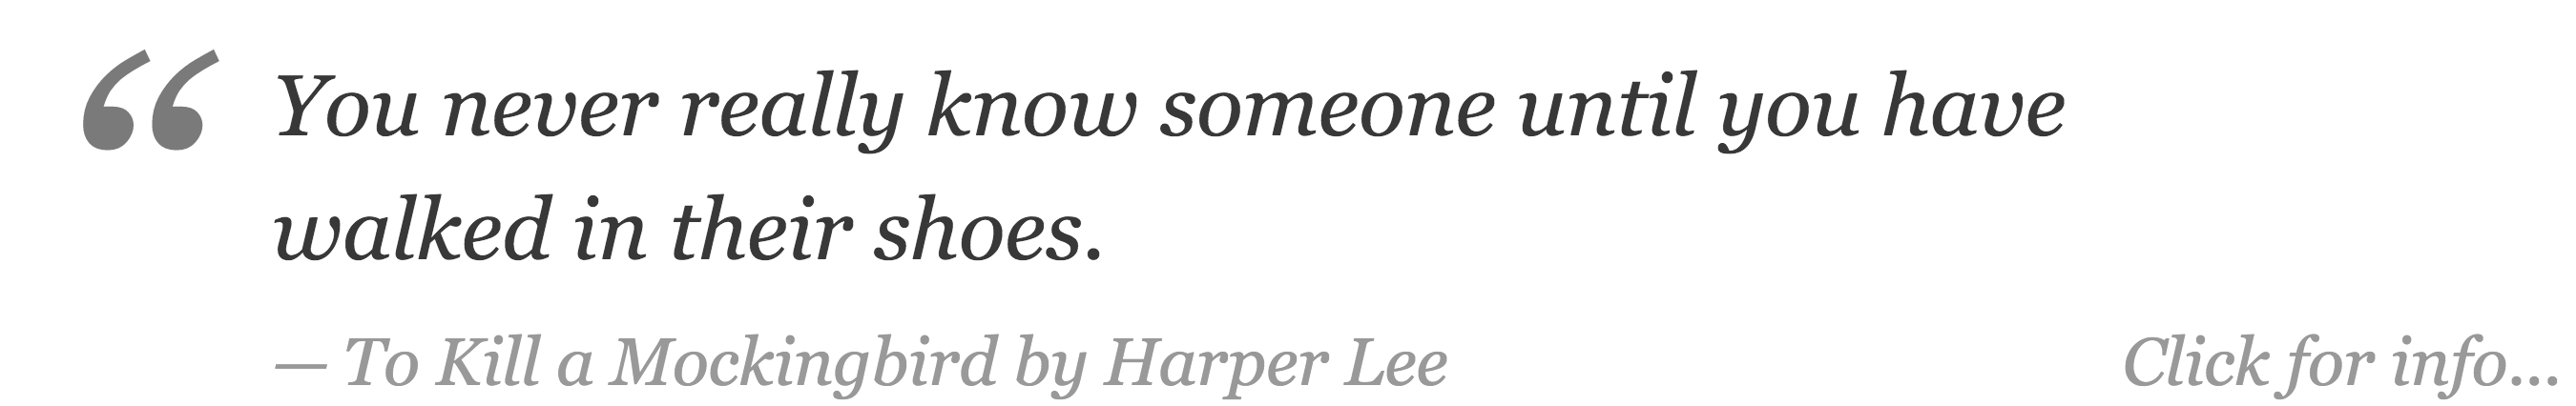 “ You never really know someone until you have
walked in their shoes.
— To Kill a Mockingbird by Harper Lee
Click for info...